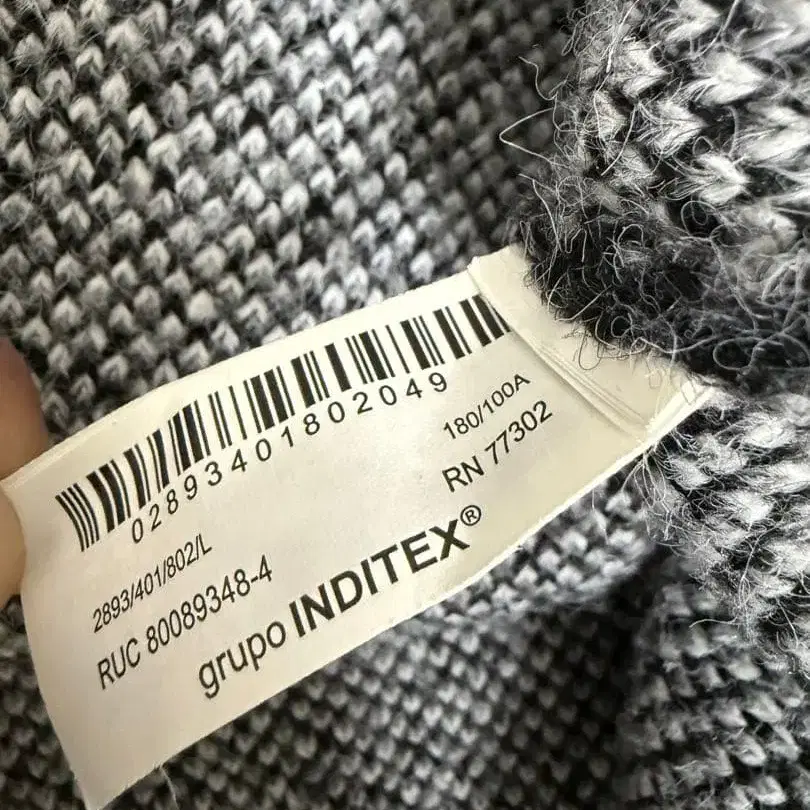 02893401802049
180/100A
RN 77302
2893/401/802/L
RUC 80089348-4
grupo INDITEX®